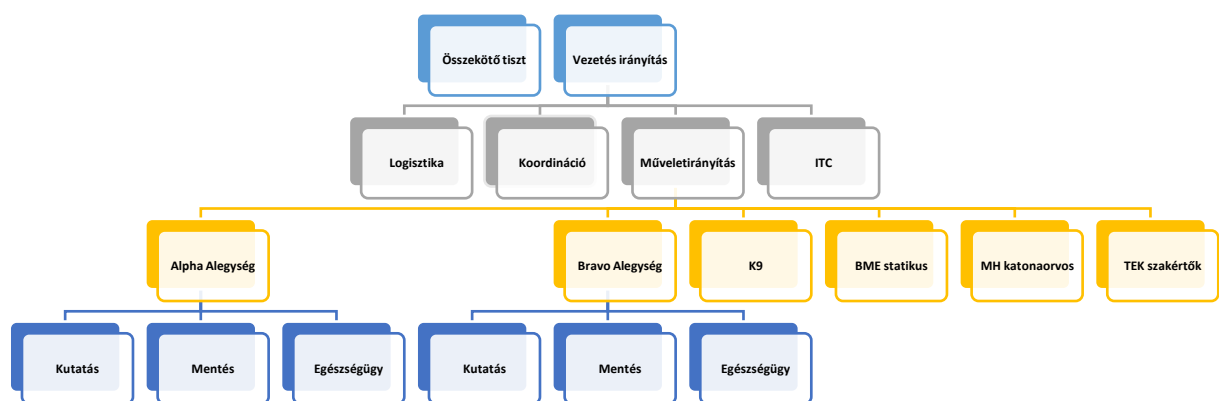 Összekötő tiszt
Vezetés irányítás
Logisztika
Koordináció
Műveletirányítás
ITC
Alpha Alegység
Bravo Alegység
K9
BME statikus
MH katonaorvos
TEK szakértők
Kutatás
Mentés
Egészségügy
Kutatás
Mentés
Egészségügy